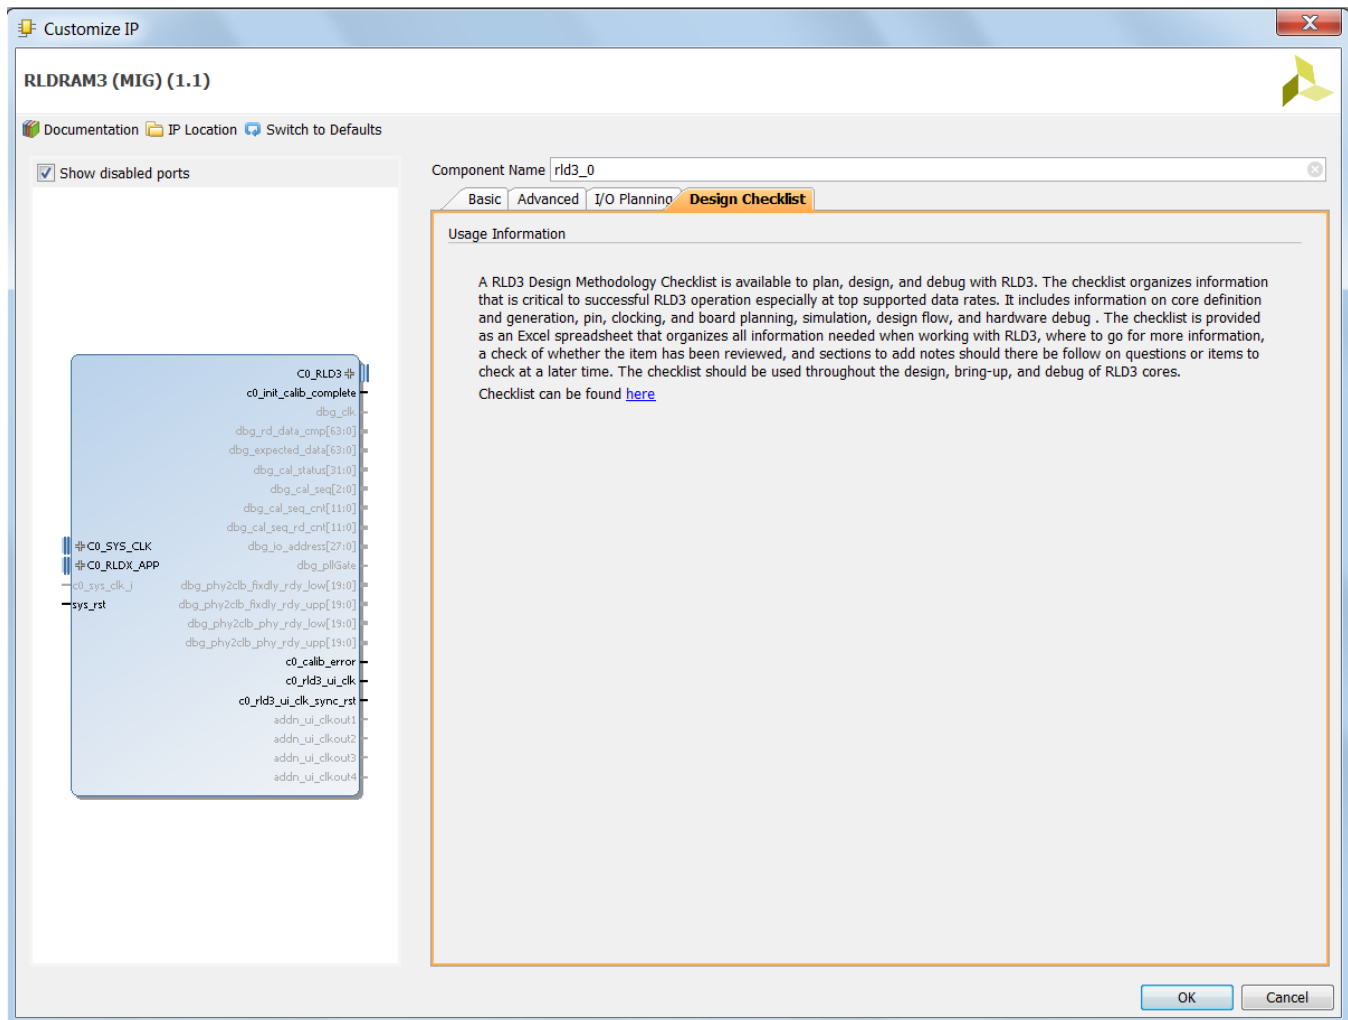 Customize IP
RLDRAM3 (MIG) (1.1)
Documentation IP Location Switch to Defaults
Show disabled ports
C0_RLD3
c0_init_calib_complete
dbg_clk
dbg_rd_data_cmp[63:0]
dbg_expected_data[63:0]
dbg_cal_status[31:0]
dbg_cal_seq[2:0]
dbg_cal_seq_cnt[11:0]
dbg_cal_seq_rd_cnt[11:0]
C0_SYS_CLK dbg_io_address[27:0]
C0_RLDX_APP dbg_pllGate
c0_sys_clk_i dbg_phy2clb_fixdly_rdy_low[19:0]
sys_rst dbg_phy2clb_fixdly_rdy_upp[19:0]
dbg_phy2clb_phy_rdy_low[19:0]
dbg_phy2clb_phy_rdy_upp[19:0]
c0_calib_error
c0_rld3_ui_clk
c0_rld3_ui_clk_sync_rst
addn_ui_clkout1
addn_ui_clkout2
addn_ui_clkout3
addn_ui_clkout4
Component Name rld3_0
Basic Advanced I/O Planning Design Checklist
Usage Information
A RLD3 Design Methodology Checklist is available to plan, design, and debug with RLD3. The checklist organizes information
that is critical to successful RLD3 operation especially at top supported data rates. It includes information on core definition
and generation, pin, clocking, and board planning, simulation, design flow, and hardware debug . The checklist is provided
as an Excel spreadsheet that organizes all information needed when working with RLD3, where to go for more information,
a check of whether the item has been reviewed, and sections to add notes should there be follow on questions or items to
check at a later time. The checklist should be used throughout the design, bring-up, and debug of RLD3 cores.
Checklist can be found here
OK Cancel